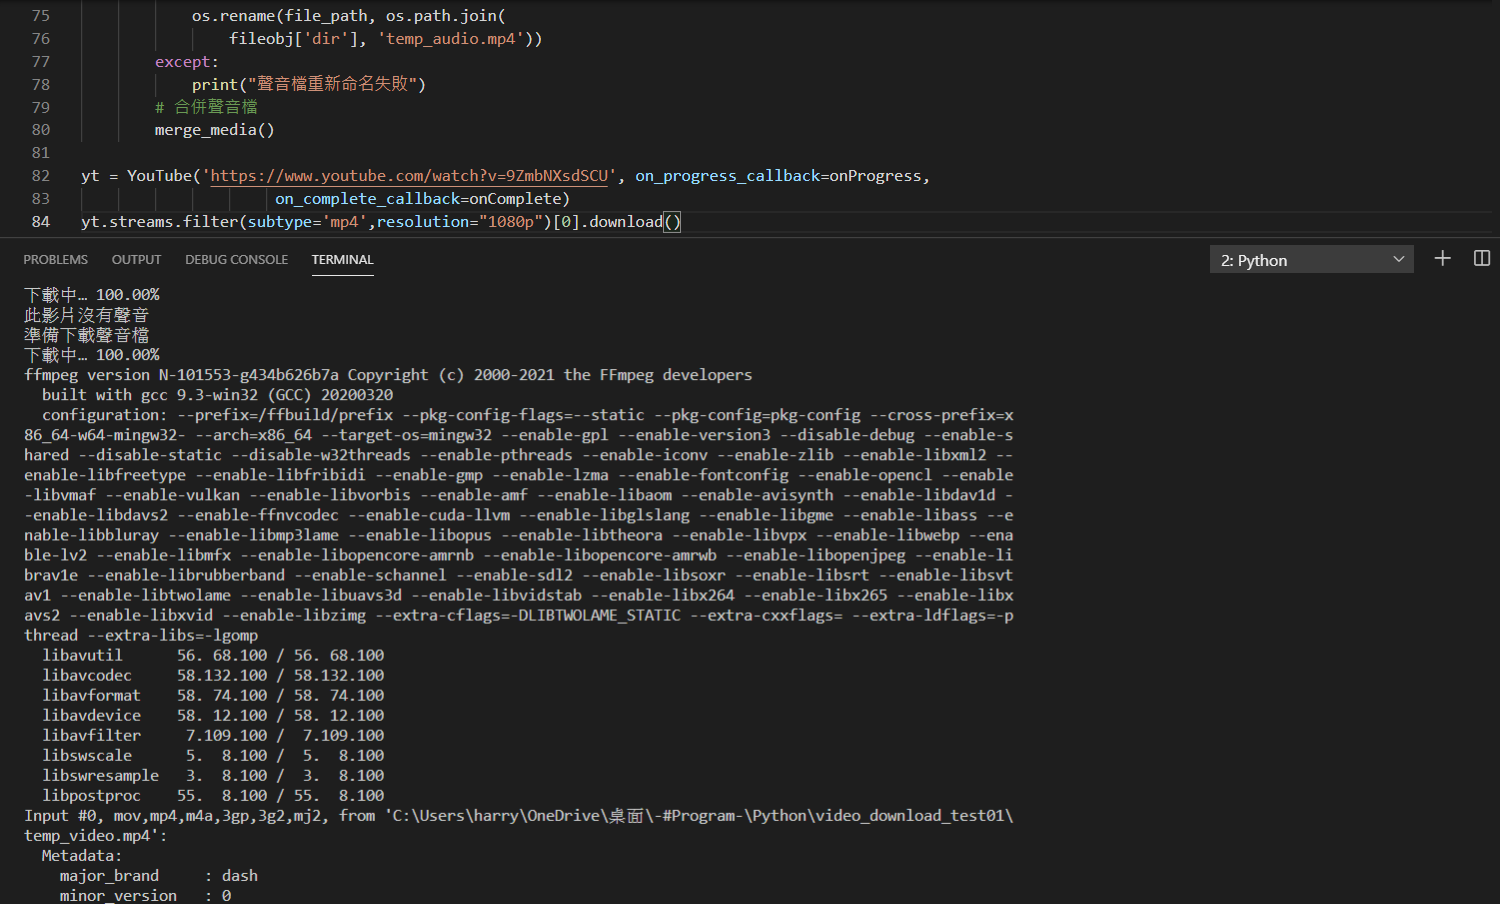 75 os.rename(file_path, os.path.join(
76 fileobj['dir'], 'temp_audio.mp4'))
77 except:
78 print("聲音檔重新命名失敗")
79 # 合併聲音檔
80 merge_media()
81
82 yt = YouTube('https://www.youtube.com/watch?v=9ZmbNXsdSCU', on_progress_callback=onProgress,
83 on_complete_callback=onComplete)
84 yt.streams.filter(subtype='mp4',resolution="1080p")[0].download()
PROBLEMS OUTPUT DEBUG CONSOLE TERMINAL 2: Python
下載中… 100.00%
此影片沒有聲音
準備下載聲音檔
下載中… 100.00%
ffmpeg version N-101553-g434b626b7a Copyright (c) 2000-2021 the FFmpeg developers
built with gcc 9.3-win32 (GCC) 20200320
configuration: --prefix=/ffbuild/prefix --pkg-config-flags=--static --pkg-config=pkg-config --cross-prefix=x
86_64-w64-mingw32- --arch=x86_64 --target-os=mingw32 --enable-gpl --enable-version3 --disable-debug --enable-s
hared --disable-static --disable-w32threads --enable-pthreads --enable-iconv --enable-zlib --enable-libxml2 --
enable-libfreetype --enable-libfribidi --enable-gmp --enable-lzma --enable-fontconfig --enable-opencl --enable
-libvmaf --enable-vulkan --enable-libvorbis --enable-amf --enable-libaom --enable-avisynth --enable-libdav1d -
-enable-libdavs2 --enable-ffnvcodec --enable-cuda-llvm --enable-libglslang --enable-libgme --enable-libass --e
nable-libbluray --enable-libmp3lame --enable-libopus --enable-libtheora --enable-libvpx --enable-libwebp --ena
ble-lv2 --enable-libmfx --enable-libopencore-amrnb --enable-libopencore-amrwb --enable-libopenjpeg --enable-li
brav1e --enable-librubberband --enable-schannel --enable-sdl2 --enable-libsoxr --enable-libsrt --enable-libsvt
av1 --enable-libtwolame --enable-libuavs3d --enable-libvidstab --enable-libx264 --enable-libx265 --enable-libx
avs2 --enable-libxvid --enable-libzimg --extra-cflags=-DLIBTWOLAME_STATIC --extra-cxxflags= --extra-ldflags=-p
thread --extra-libs=-lgomp
libavutil 56. 68.100 / 56. 68.100
libavcodec 58.132.100 / 58.132.100
libavformat 58. 74.100 / 58. 74.100
libavdevice 58. 12.100 / 58. 12.100
libavfilter 7.109.100 / 7.109.100
libswscale 5. 8.100 / 5. 8.100
libswresample 3. 8.100 / 3. 8.100
libpostproc 55. 8.100 / 55. 8.100
Input #0, mov,mp4,m4a,3gp,3g2,mj2, from 'C:\Users\harry\OneDrive\桌面\-#Program-\Python\video_download_test01\
temp_video.mp4':
Metadata:
major_brand : dash
minor_version : 0